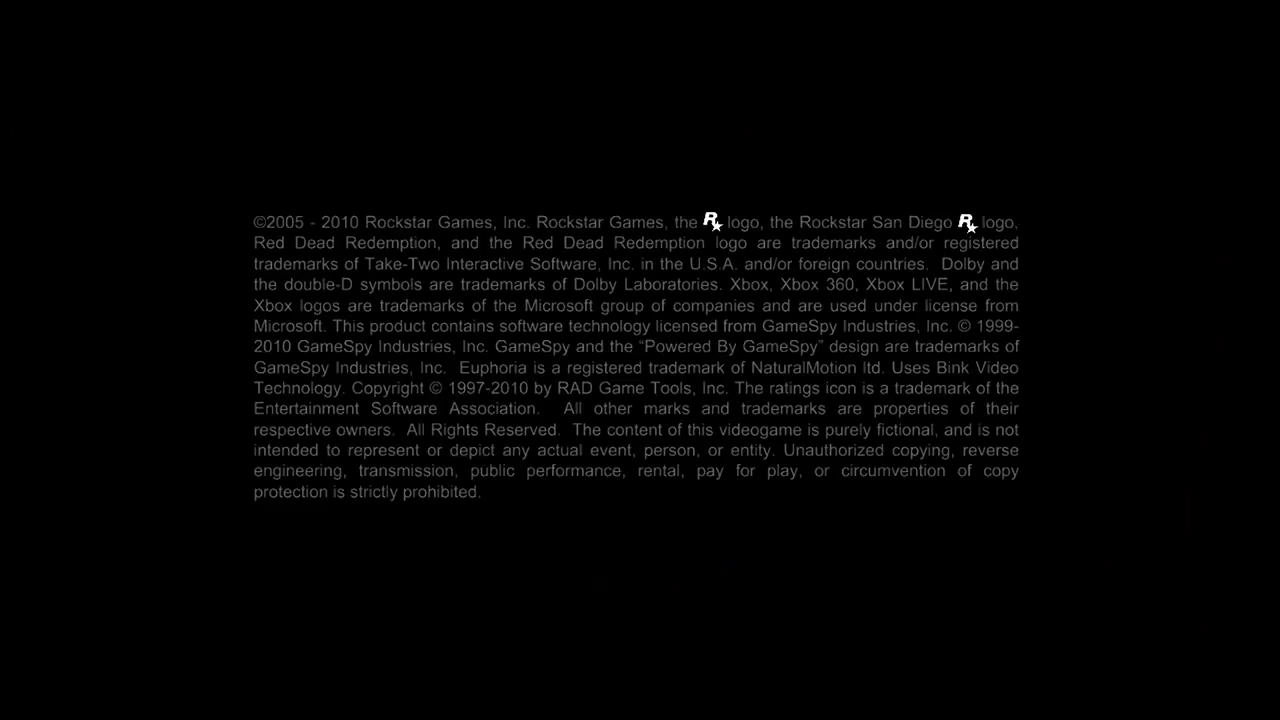 ©2005 - 2010 Rockstar Games, Inc. Rockstar Games, the R logo, the Rockstar San Diego R logo,
Red Dead Redemption, and the Red Dead Redemption logo are trademarks and/or registered
trademarks of Take-Two Interactive Software, Inc. in the U.S.A. and/or foreign countries. Dolby and
the double-D symbols are trademarks of Dolby Laboratories. Xbox, Xbox 360, Xbox LIVE, and the
Xbox logos are trademarks of the Microsoft group of companies and are used under license from
Microsoft. This product contains software technology licensed from GameSpy Industries, Inc. © 1999-
2010 GameSpy Industries, Inc. GameSpy and the “Powered By GameSpy” design are trademarks of
GameSpy Industries, Inc. Euphoria is a registered trademark of NaturalMotion ltd. Uses Bink Video
Technology. Copyright © 1997-2010 by RAD Game Tools, Inc. The ratings icon is a trademark of the
Entertainment Software Association. All other marks and trademarks are properties of their
respective owners. All Rights Reserved. The content of this videogame is purely fictional, and is not
intended to represent or depict any actual event, person, or entity. Unauthorized copying, reverse
engineering, transmission, public performance, rental, pay for play, or circumvention of copy
protection is strictly prohibited.